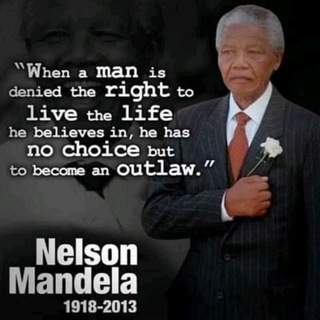 "When a man is
denied the right to
live the life
he believes in, he has
no choice but
to become an outlaw."
Nelson
Mandela
1918-2013